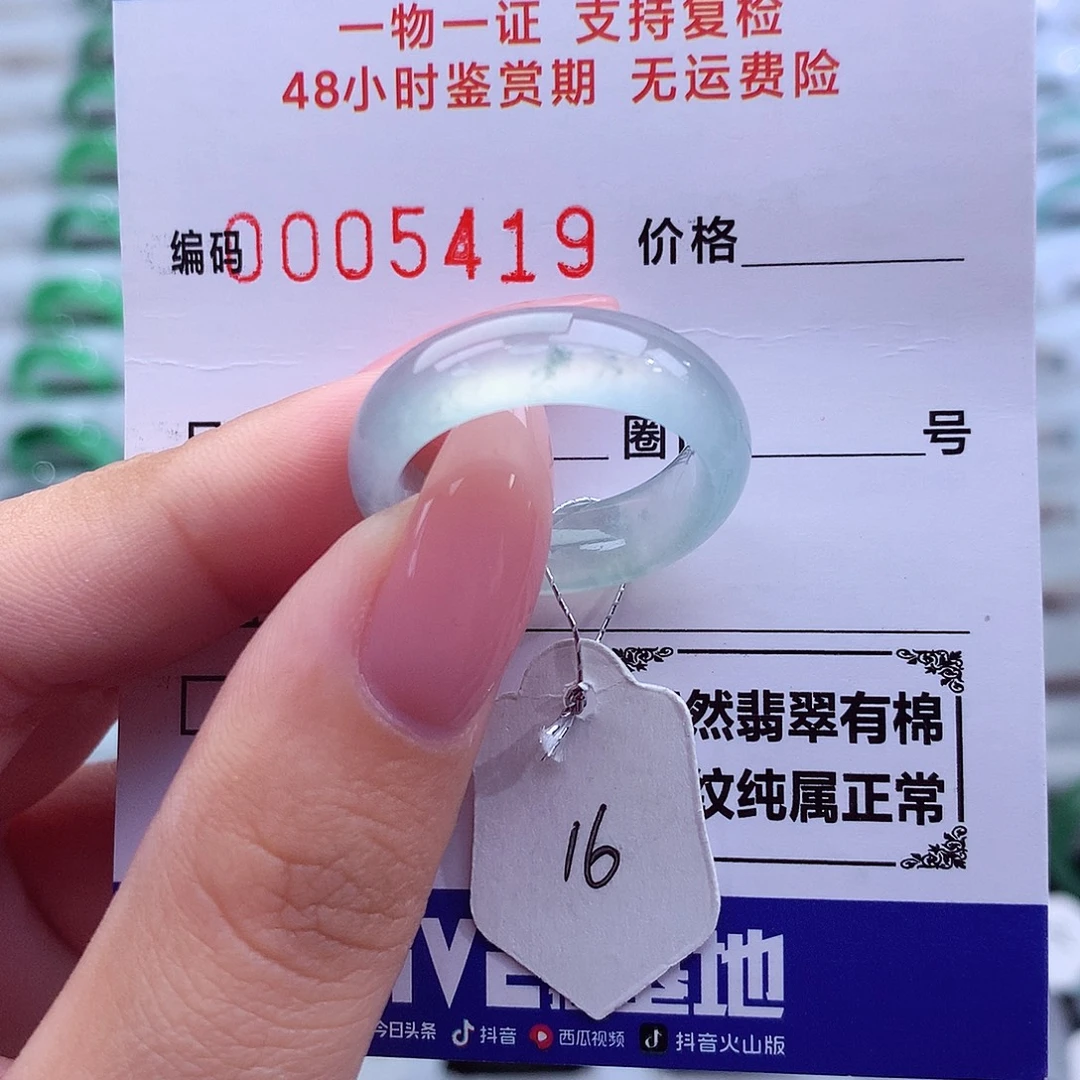 一物一证 支持复检
48小时鉴赏期 无运费险
编码0005419 价格
圈 号
然翡翠有棉
纹纯属正常
16
基地
今日头条 抖音 西瓜视频 抖音火山版